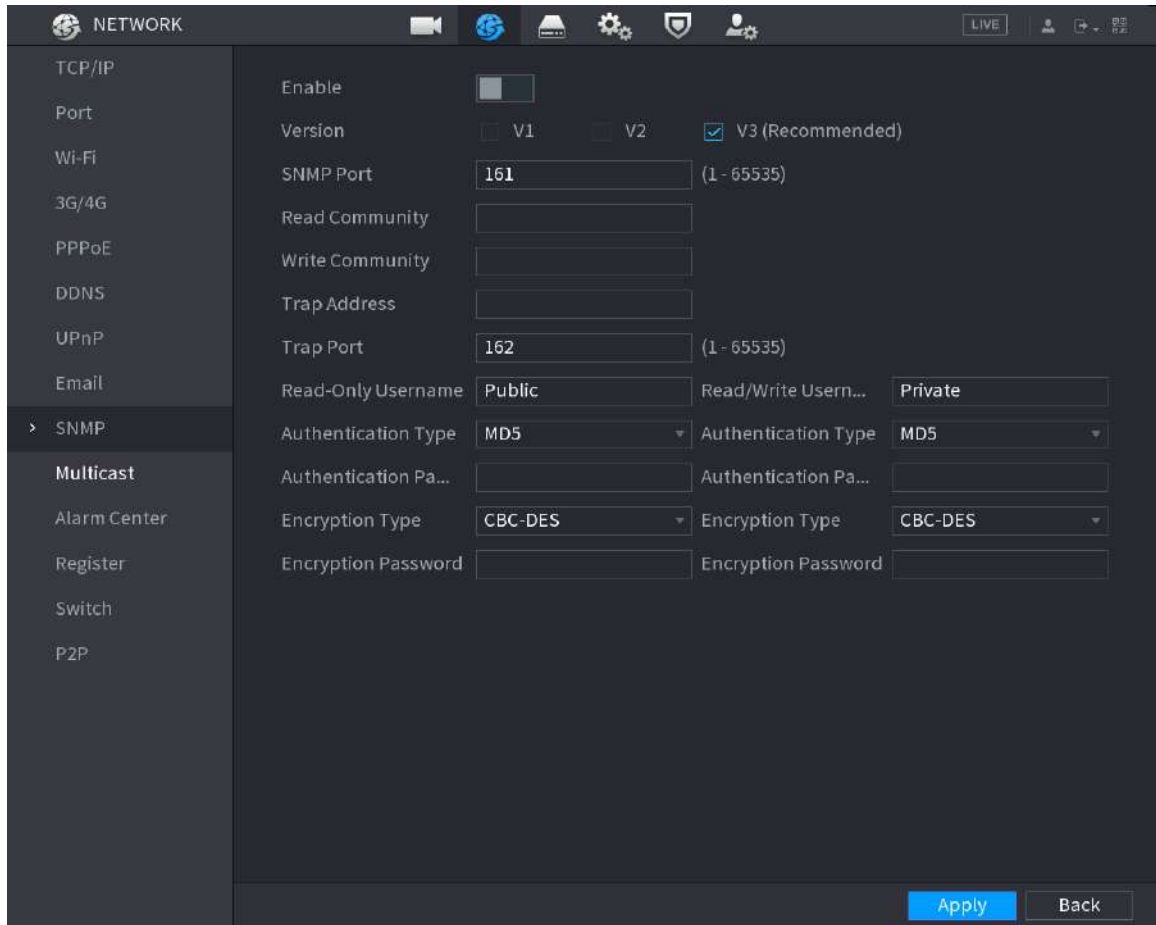 NETWORK
LIVE
TCP/IP
Port
Wi-Fi
3G/4G
PPPoE
DDNS
UPnP
Email
SNMP
Multicast
Alarm Center
Register
Switch
P2P
Enable
Version V1 V2 V3 (Recommended)
SNMP Port 161 (1 - 65535)
Read Community
Write Community
Trap Address
Trap Port 162 (1 - 65535)
Read-Only Username Public Read/Write Usern... Private
Authentication Type MD5 Authentication Type MD5
Authentication Pa... Authentication Pa...
Encryption Type CBC-DES Encryption Type CBC-DES
Encryption Password Encryption Password
Apply Back